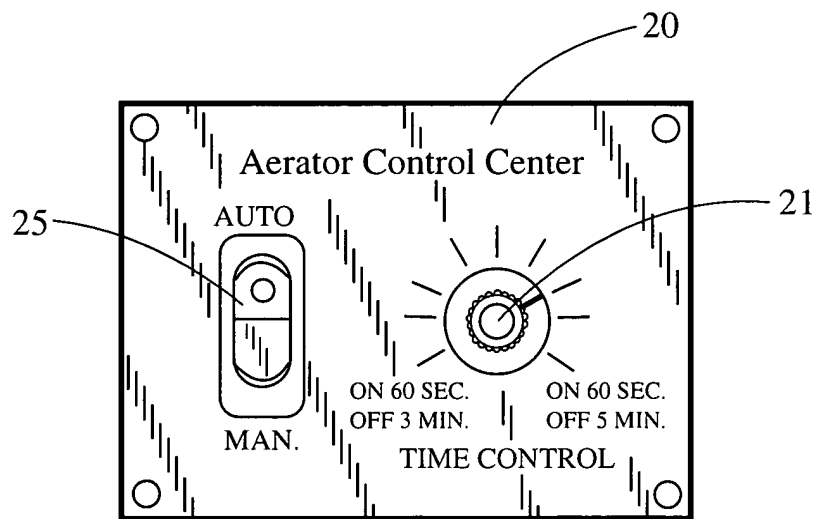 20
Aerator Control Center
21
25
AUTO
ON 60 SEC.
OFF 3 MIN.
ON 60 SEC.
OFF 5 MIN.
MAN.
TIME CONTROL